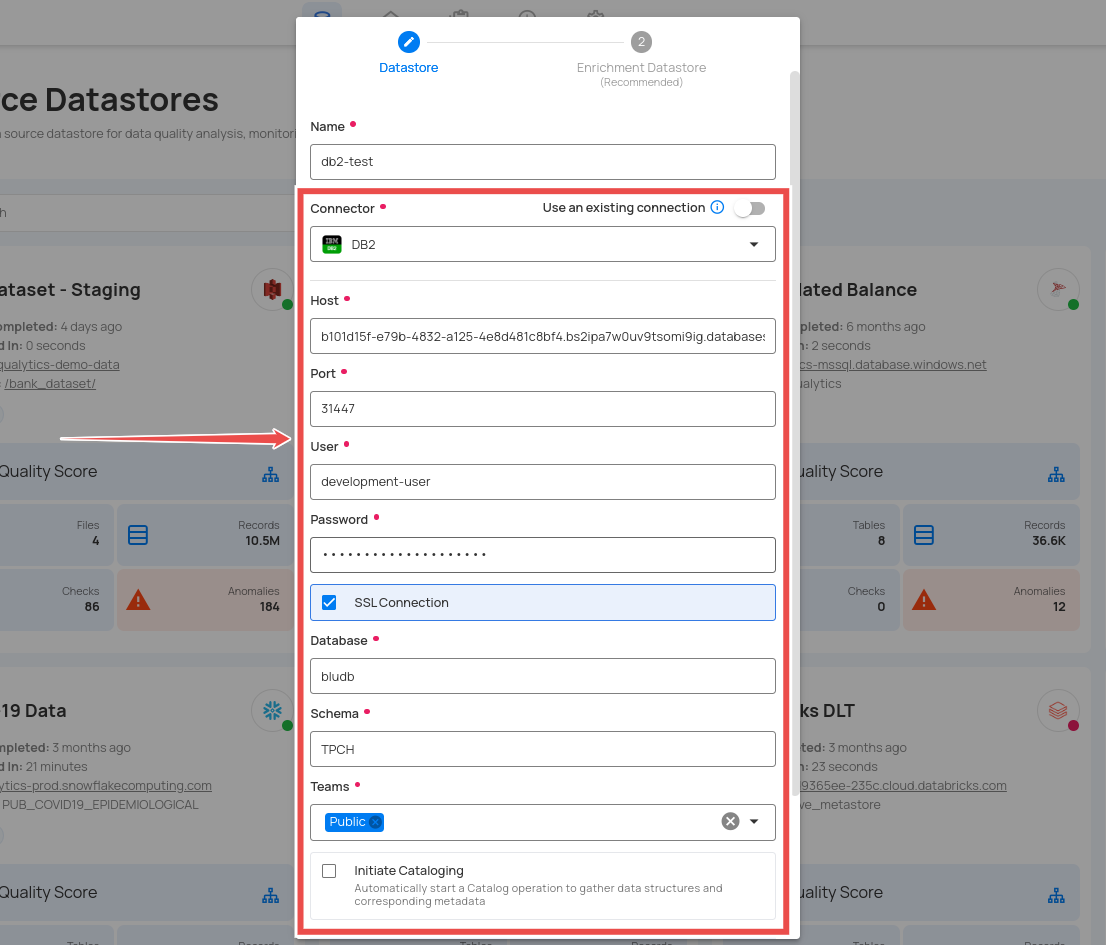 Datastore
2
Enrichment Datastore
(Recommended)
ce Datastores
source datastore for data quality analysis, monitori
Name
db2-test
h
Connector
Use an existing connection
IBM
DB2
DB2
ataset - Staging
ompleted: 4 days ago
d In: 0 seconds
qualytics-demo-data
: /bank_dataset/
lated Balance
pleted: 6 months ago
n: 2 seconds
cs-mssql.database.windows.net
ualytics
Host
b101d15f-e79b-4832-a125-4e8d481c8bf4.bs2ipa7w0uv9tsomi9ig.databases
Port
31447
User
development-user
Password
SSL Connection
Database
bludb
Schema
TPCH
Teams
Public
Initiate Cataloging
Automatically start a Catalog operation to gather data structures and
corresponding metadata
Quality Score
Files
4
Records
10.5M
Checks
86
Anomalies
184
uality Score
Tables
8
Records
36.6K
Checks
0
Anomalies
12
-19 Data
mpleted: 3 months ago
d In: 21 minutes
ytics-prod.snowflakecomputing.com
PUB_COVID19_EPIDEMIOLOGICAL
Quality Score
Tables
Records
ks DLT
ted: 3 months ago
n: 23 seconds
9365ee-235c.cloud.databricks.com
ve_metastore
uality Score
Tables
Records